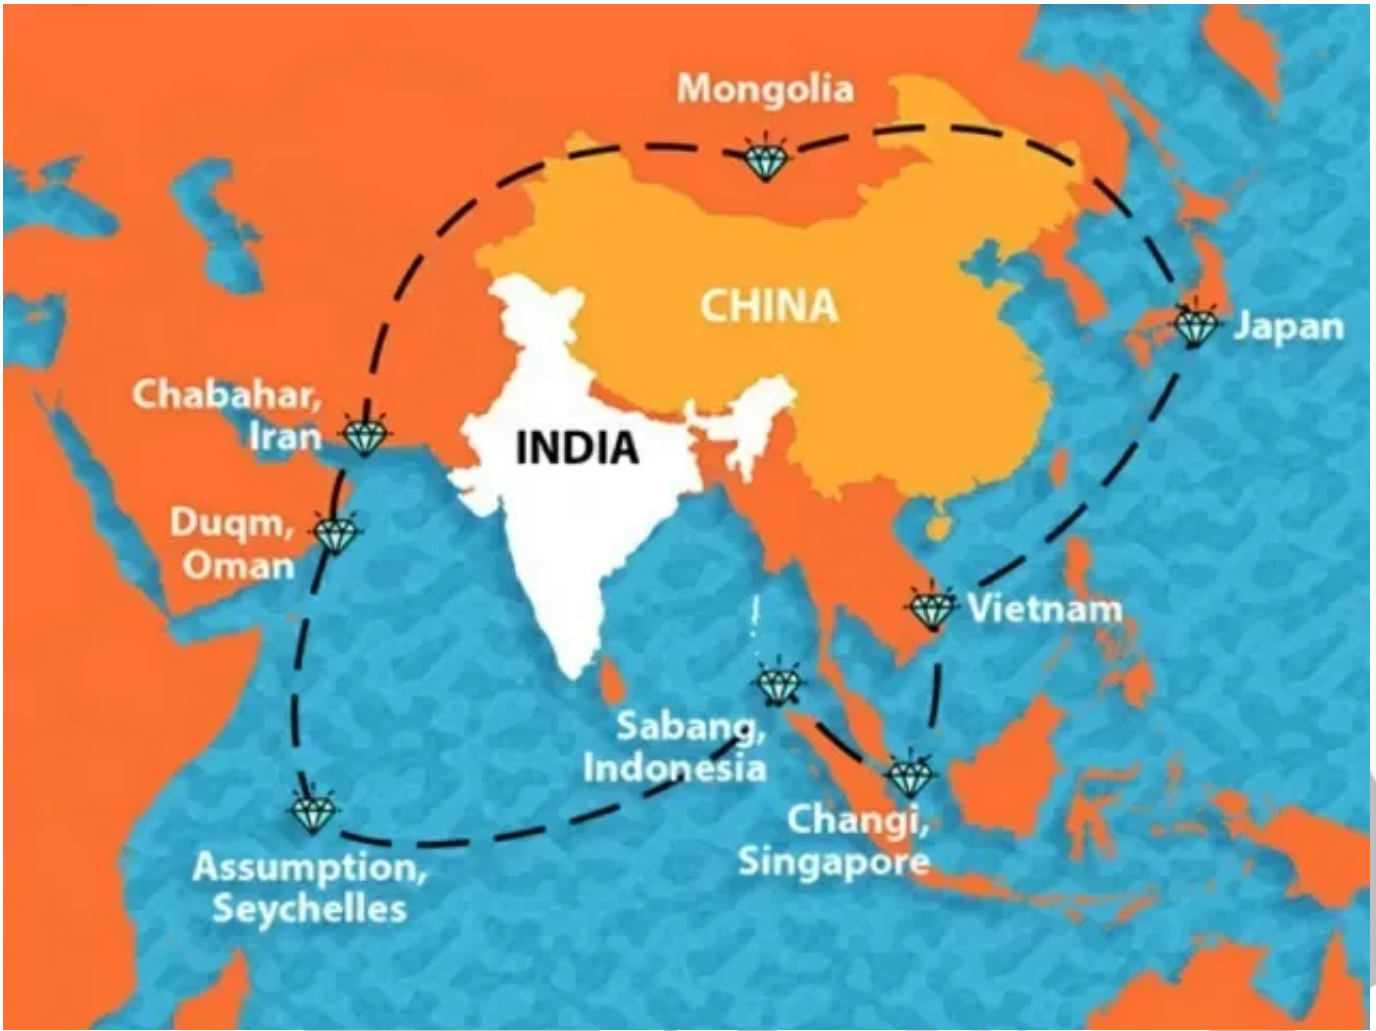 Mongolia
CHINA
Japan
Chabahar,
Iran
INDIA
Duqm,
Oman
Vietnam
Sabang,
Indonesia
Changi,
Singapore
Assumption,
Seychelles